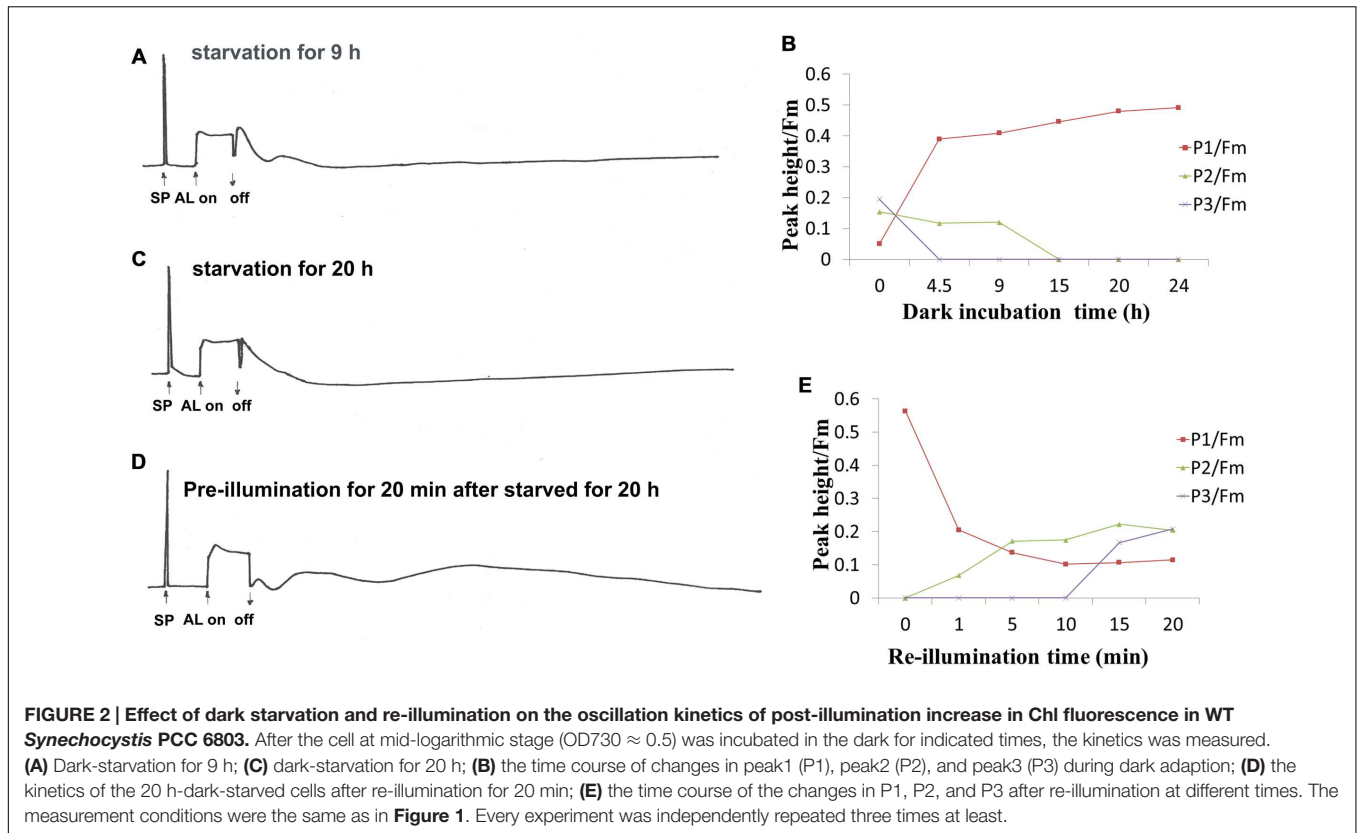 A
starvation for 9 h
SP AL on off
B
Peak height/Fm
0.6
0.5
0.4
0.3
0.2
0.1
0
0 4.5 9 15 20 24
Dark incubation time (h)
P1/Fm
P2/Fm
P3/Fm
C
starvation for 20 h
SP AL on off
D
Pre-illumination for 20 min after starved for 20 h
SP AL on off
E
Peak height/Fm
0.6
0.5
0.4
0.3
0.2
0.1
0
0 1 5 10 15 20
Re-illumination time (min)
P1/Fm
P2/Fm
P3/Fm
FIGURE 2 | Effect of dark starvation and re-illumination on the oscillation kinetics of post-illumination increase in Chl fluorescence in WT
Synechocystis PCC 6803. After the cell at mid-logarithmic stage (OD730 ≈ 0.5) was incubated in the dark for indicated times, the kinetics was measured.
(A) Dark-starvation for 9 h; (C) dark-starvation for 20 h; (B) the time course of changes in peak1 (P1), peak2 (P2), and peak3 (P3) during dark adaption; (D) the
kinetics of the 20 h-dark-starved cells after re-illumination for 20 min; (E) the time course of the changes in P1, P2, and P3 after re-illumination at different times. The
measurement conditions were the same as in Figure 1. Every experiment was independently repeated three times at least.